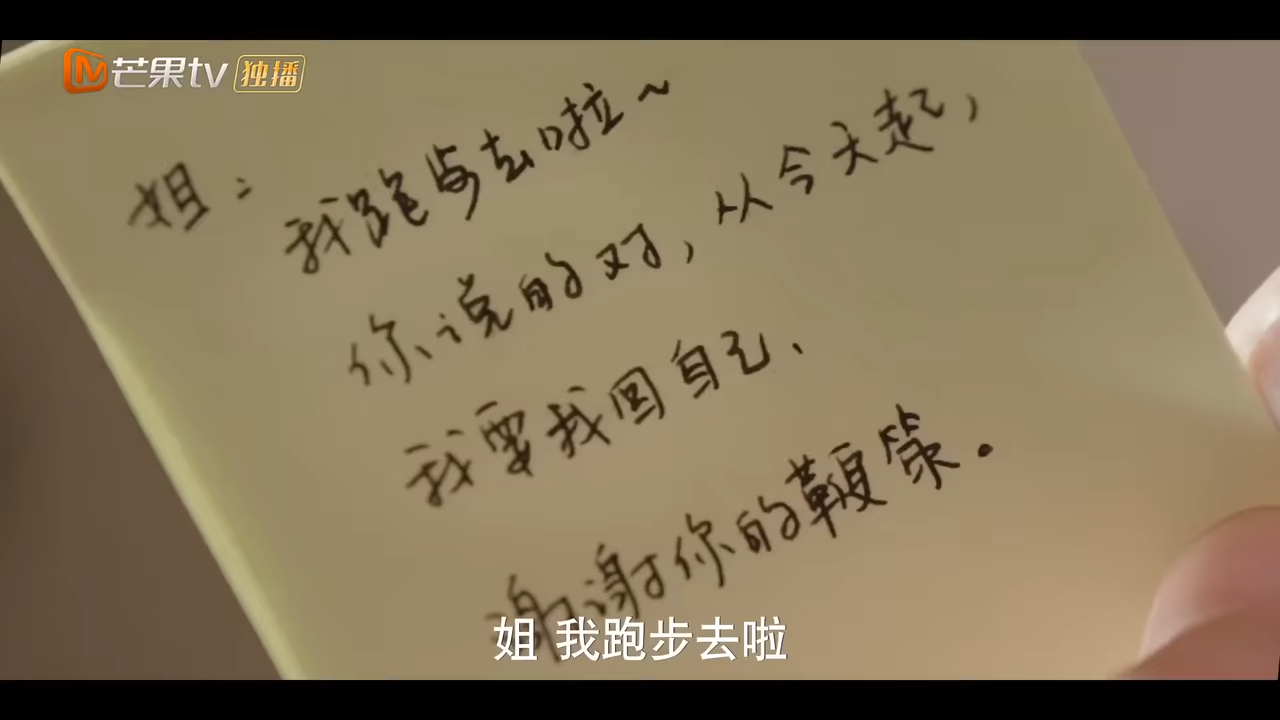 芒果tv 独播
姐：
我跑步去啦～
你说的对，从今天起，
我要找回自己、
谢谢你的鞭策。
姐 我跑步去啦